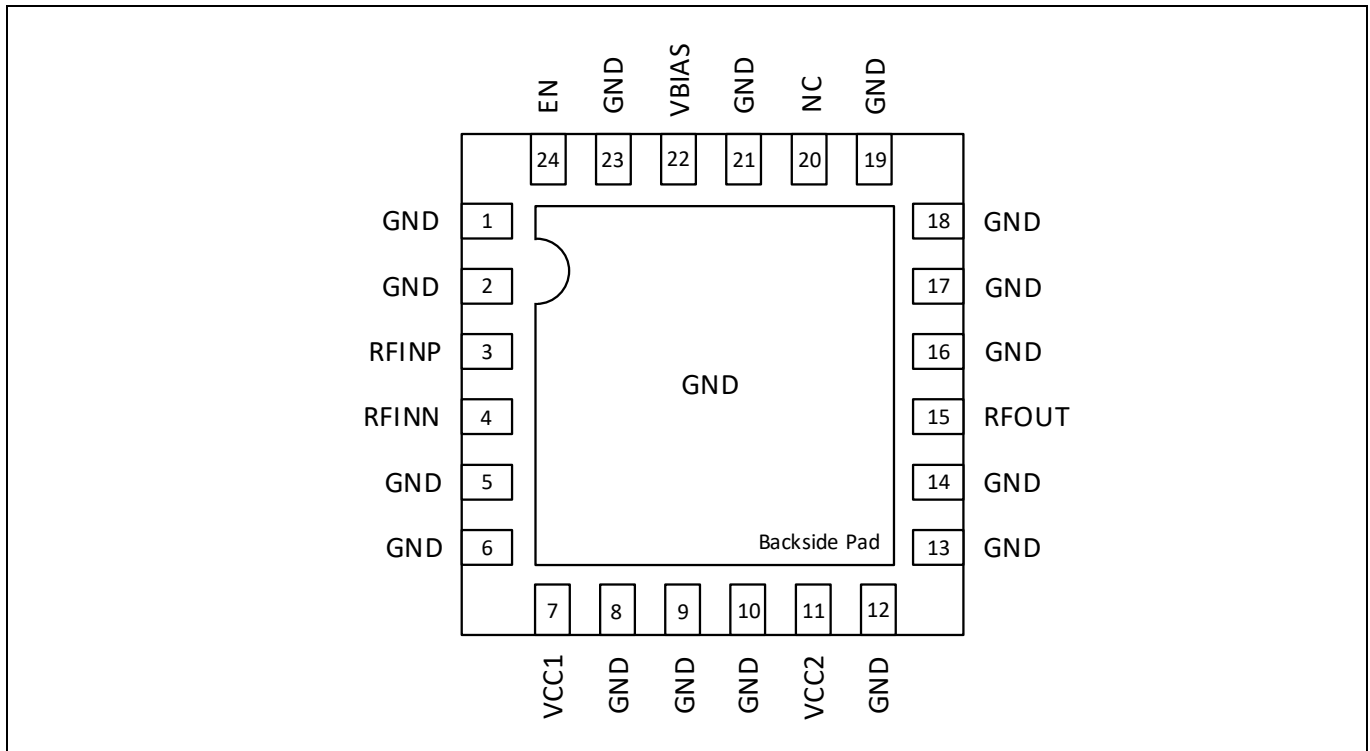 EN GND VBIAS GND NC GND
24 23 22 21 20 19
GND 1 18 GND
GND 2 17 GND
RFINP 3 16 GND
GND
RFINN 4 15 RFOUT
GND 5 14 GND
Backside Pad
GND 6 13 GND
7 8 9 10 11 12
VCC1 GND GND GND VCC2 GND